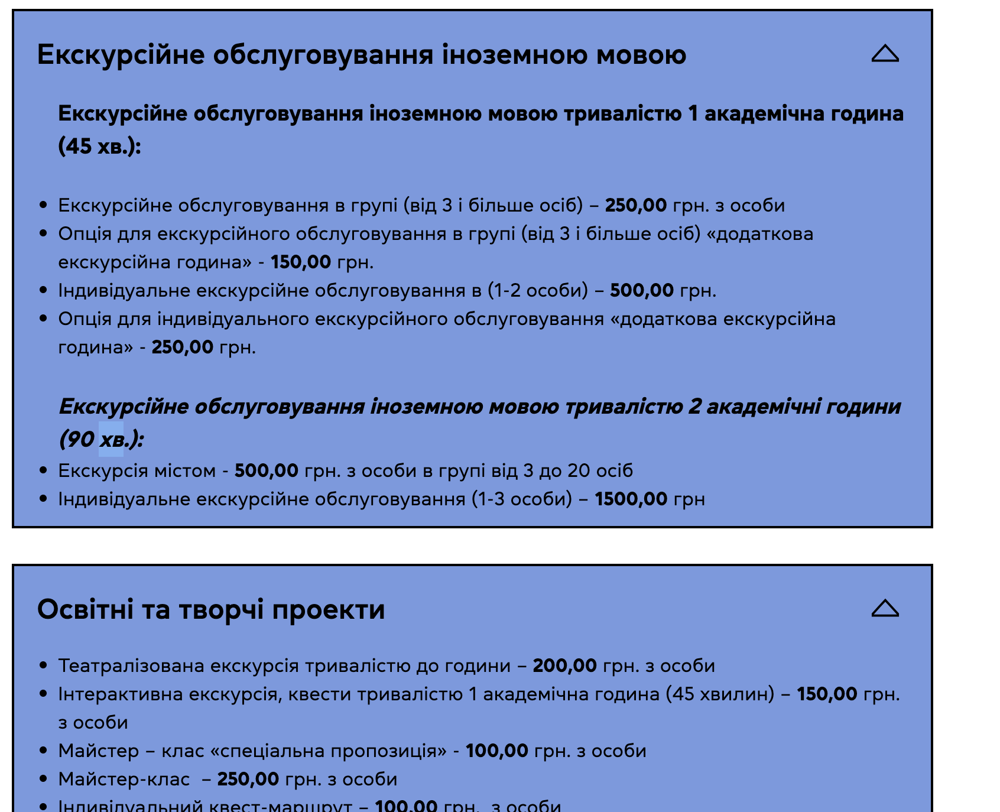 Екскурсійне обслуговування іноземною мовою
Екскурсійне обслуговування іноземною мовою тривалістю 1 академічна година
(45 хв.):
• Екскурсійне обслуговування в групі (від 3 і більше осіб) – 250,00 грн. з особи
• Опція для екскурсійного обслуговування в групі (від 3 і більше осіб) «додаткова
екскурсійна година» - 150,00 грн.
• Індивідуальне екскурсійне обслуговування в (1-2 особи) – 500,00 грн.
• Опція для індивідуального екскурсійного обслуговування «додаткова екскурсійна
година» - 250,00 грн.
Екскурсійне обслуговування іноземною мовою тривалістю 2 академічні години
(90 хв.):
• Екскурсія містом - 500,00 грн. з особи в групі від 3 до 20 осіб
• Індивідуальне екскурсійне обслуговування (1-3 особи) – 1500,00 грн
Освітні та творчі проекти
• Театралізована екскурсія тривалістю до години – 200,00 грн. з особи
• Інтерактивна екскурсія, квести тривалістю 1 академічна година (45 хвилин) – 150,00 грн.
з особи
• Майстер – клас «спеціальна пропозиція» - 100,00 грн. з особи
• Майстер-клас  – 250,00 грн. з особи
• Індивідуальний квест-маршрут – 100,00 грн.  з особи